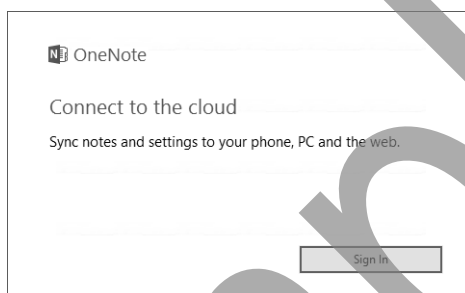 OneNote
Connect to the cloud
Sync notes and settings to your phone, PC and the web.
Sign In